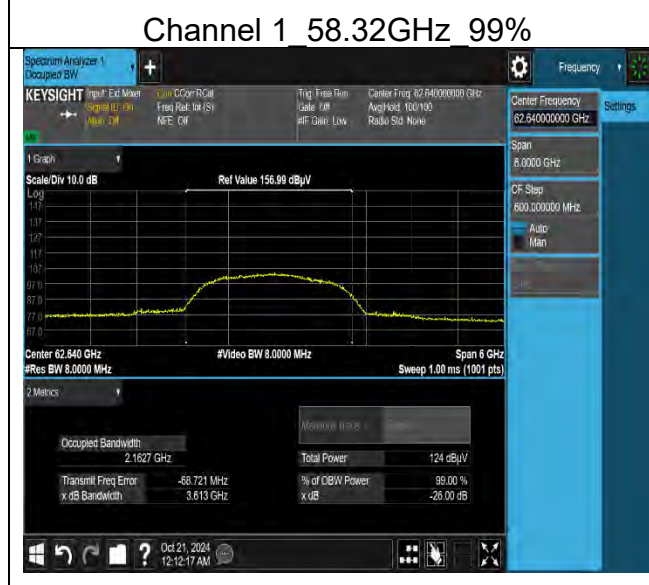 Channel 1_58.32GHz_99%
Spectrum Analyzer 1
Occupied BW
+
Frequency
KEYSIGHT
Input: Ext Mixer
Signal ID: On
Atten: Off
Corr CCorr RCal
Freq Ref: Int (S)
NFE: Off
Trig: Free Run
Gate: Off
#IF Gain: Low
Center Freq: 62.640000000 GHz
Avg|Hold: 100/100
Radio Std: None
Center Frequency
62.640000000 GHz
Settings
Span
6.0000 GHz
CF Step
600.000000 MHz
Auto
Man
1 Graph
Scale/Div 10.0 dB
Ref Value 156.99 dBµV
Log
147
137
127
117
107
97.0
87.0
77.0
67.0
Center 62.640 GHz
#Video BW 8.0000 MHz
Span 6 GHz
#Res BW 8.0000 MHz
Sweep 1.00 ms (1001 pts)
2 Metrics
Occupied Bandwidth
2.1627 GHz
Total Power
124 dBµV
Transmit Freq Error
-68.721 MHz
% of OBW Power
99.00 %
x dB Bandwidth
3.613 GHz
x dB
-26.00 dB
?
Oct 21, 2024
12:12:17 AM